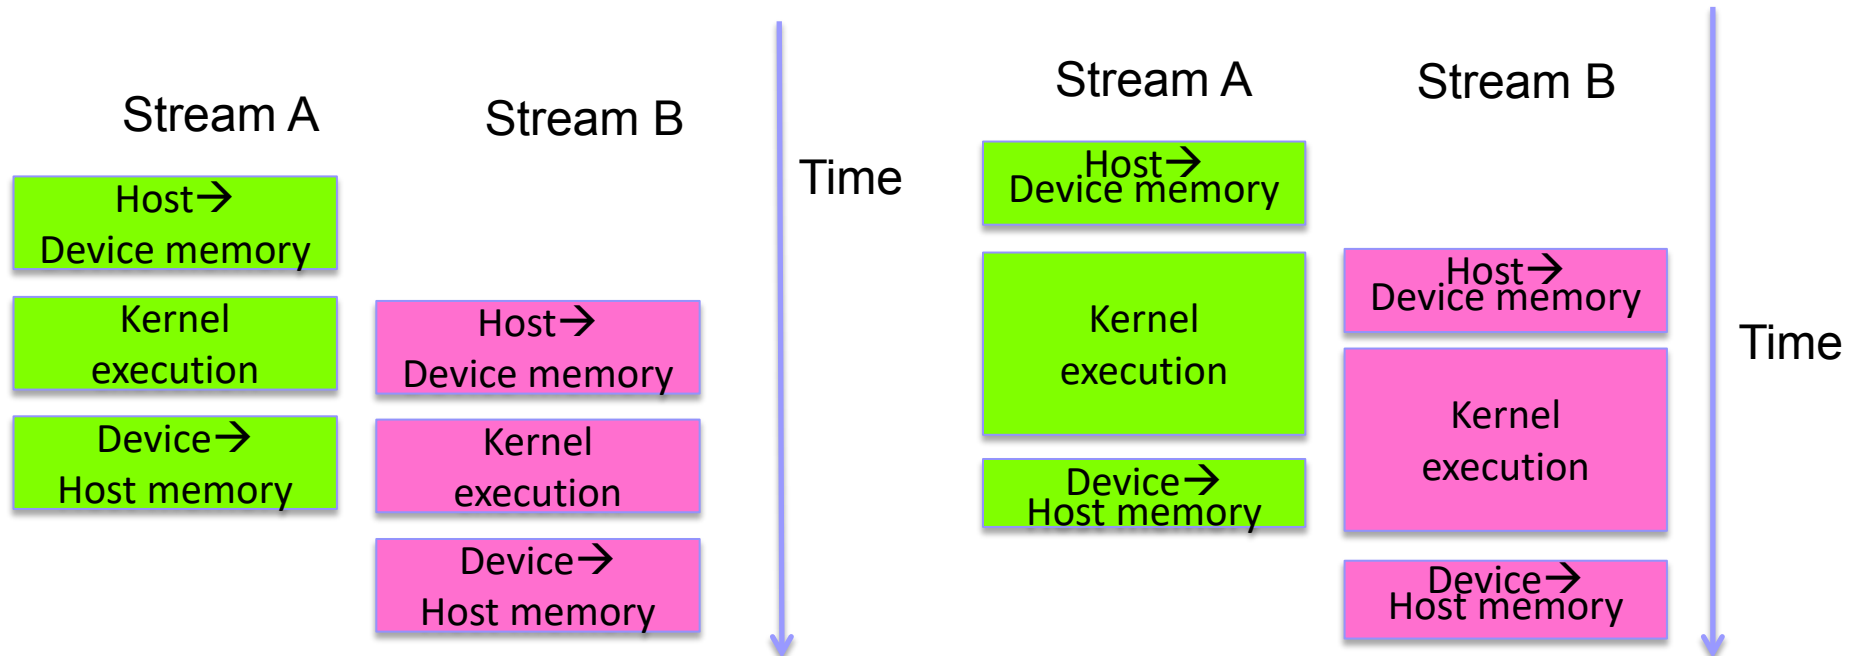 Stream A
Stream B
Host→
Device memory
Kernel
execution
Device→
Host memory
Host→
Device memory
Kernel
execution
Device→
Host memory
Time
Stream A
Stream B
Host→
Device memory
Kernel
execution
Device→
Host memory
Host→
Device memory
Kernel
execution
Device→
Host memory
Time